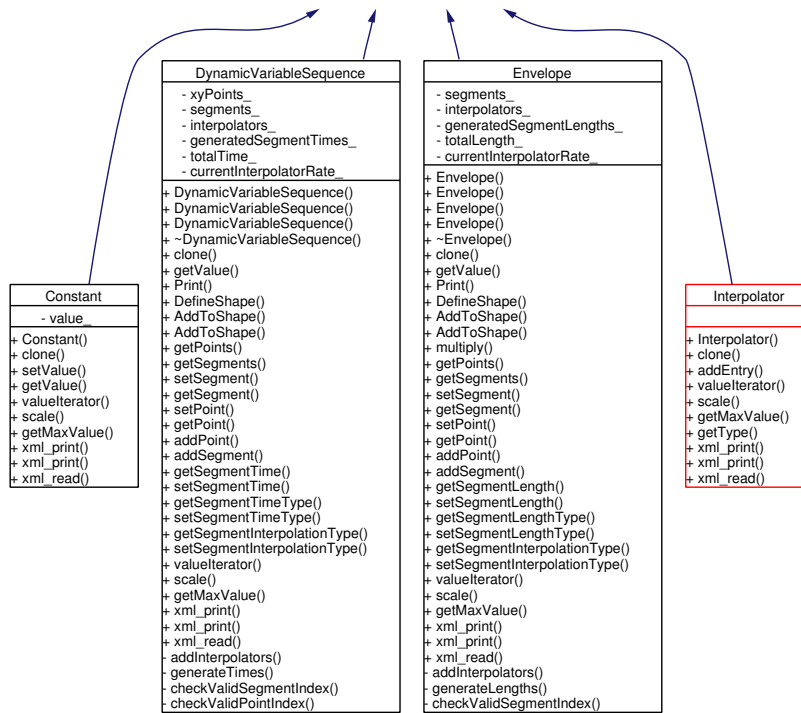 DynamicVariableSequence
- xyPoints_
- segments_
- interpolators_
- generatedSegmentTimes_
- totalTime_
- currentInterpolatorRate_
+ DynamicVariableSequence()
+ DynamicVariableSequence()
+ DynamicVariableSequence()
+ ~DynamicVariableSequence()
+ clone()
+ getValue()
+ Print()
+ DefineShape()
+ AddToShape()
+ AddToShape()
+ getPoints()
+ getSegments()
+ setSegment()
+ getSegment()
+ setPoint()
+ getPoint()
+ addPoint()
+ addSegment()
+ getSegmentTime()
+ setSegmentTime()
+ getSegmentTimeType()
+ setSegmentTimeType()
+ getSegmentInterpolationType()
+ setSegmentInterpolationType()
+ valueIterator()
+ scale()
+ getMaxValue()
+ xml_print()
+ xml_print()
+ xml_read()
- addInterpolators()
- generateTimes()
- checkValidSegmentIndex()
- checkValidPointIndex()
Envelope
- segments_
- interpolators_
- generatedSegmentLengths_
- totalLength_
- currentInterpolatorRate_
+ Envelope()
+ Envelope()
+ Envelope()
+ Envelope()
+ ~Envelope()
+ clone()
+ getValue()
+ Print()
+ DefineShape()
+ AddToShape()
+ AddToShape()
+ multiply()
+ getPoints()
+ getSegments()
+ setSegment()
+ getSegment()
+ setPoint()
+ getPoint()
+ addPoint()
+ addSegment()
+ getSegmentLength()
+ setSegmentLength()
+ getSegmentLengthType()
+ setSegmentLengthType()
+ getSegmentInterpolationType()
+ setSegmentInterpolationType()
+ valueIterator()
+ scale()
+ getMaxValue()
+ xml_print()
+ xml_print()
+ xml_read()
- addInterpolators()
- generateLengths()
- checkValidSegmentIndex()
Constant
- value_
+ Constant()
+ clone()
+ setValue()
+ getValue()
+ valueIterator()
+ scale()
+ getMaxValue()
+ xml_print()
+ xml_print()
+ xml_read()
Interpolator
+ Interpolator()
+ clone()
+ addEntry()
+ valueIterator()
+ scale()
+ getMaxValue()
+ getType()
+ xml_print()
+ xml_print()
+ xml_read()